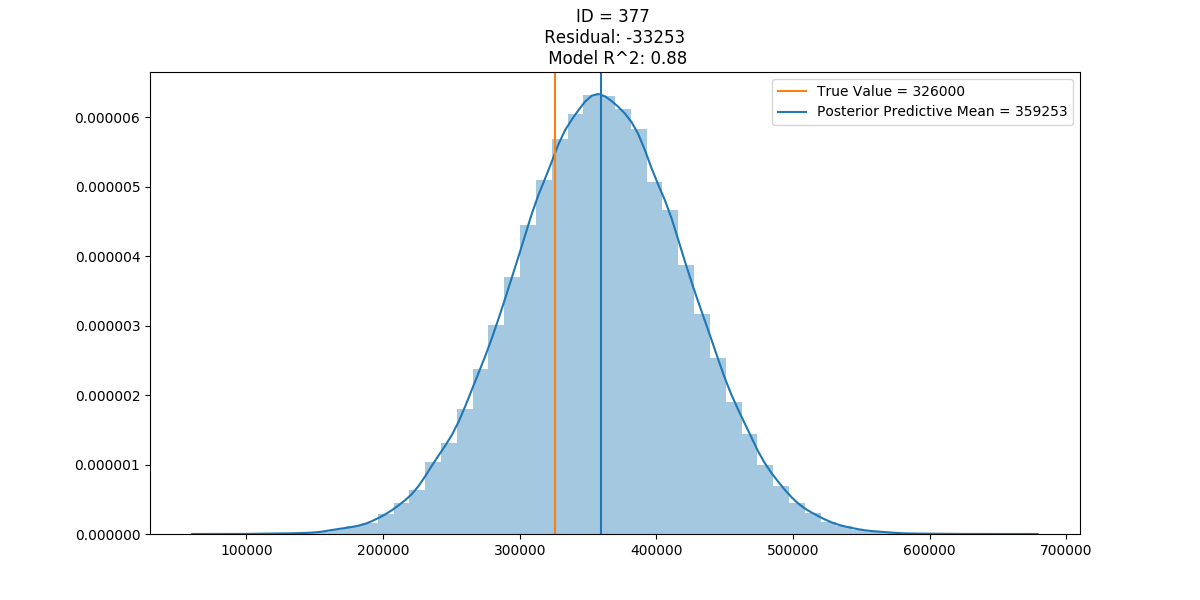 ID = 377
Residual: -33253
Model R^2: 0.88
True Value = 326000
Posterior Predictive Mean = 359253
0.000006
0.000005
0.000004
0.000003
0.000002
0.000001
0.000000
100000 200000 300000 400000 500000 600000 700000